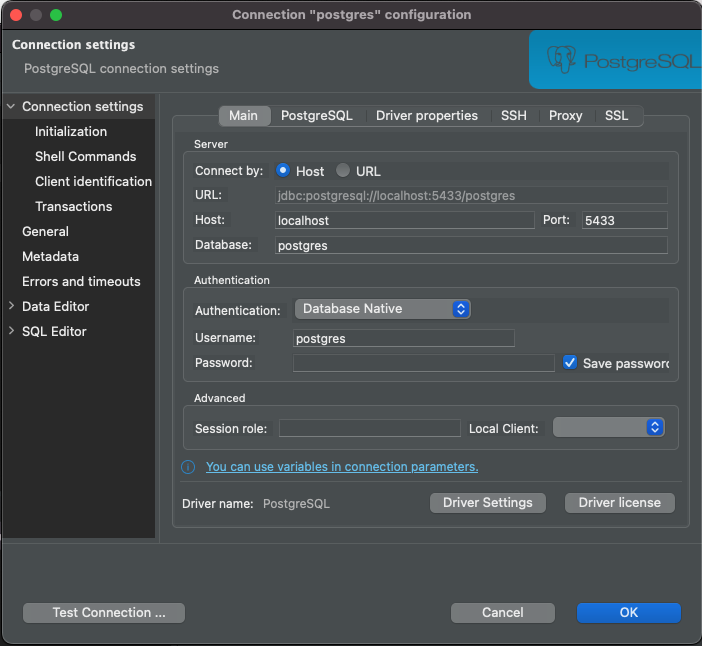 Connection "postgres" configuration
Connection settings
PostgreSQL connection settings
PostgreSQL
Connection settings
Initialization
Shell Commands
Client identification
Transactions
General
Metadata
Errors and timeouts
Data Editor
SQL Editor
Main PostgreSQL Driver properties SSH Proxy SSL
Server
Connect by: Host URL
URL: jdbc:postgresql://localhost:5433/postgres
Host: localhost Port: 5433
Database: postgres
Authentication
Authentication: Database Native
Username: postgres
Password: Save password
Advanced
Session role: Local Client:
You can use variables in connection parameters.
Driver name: PostgreSQL Driver Settings Driver license
Test Connection ... Cancel OK